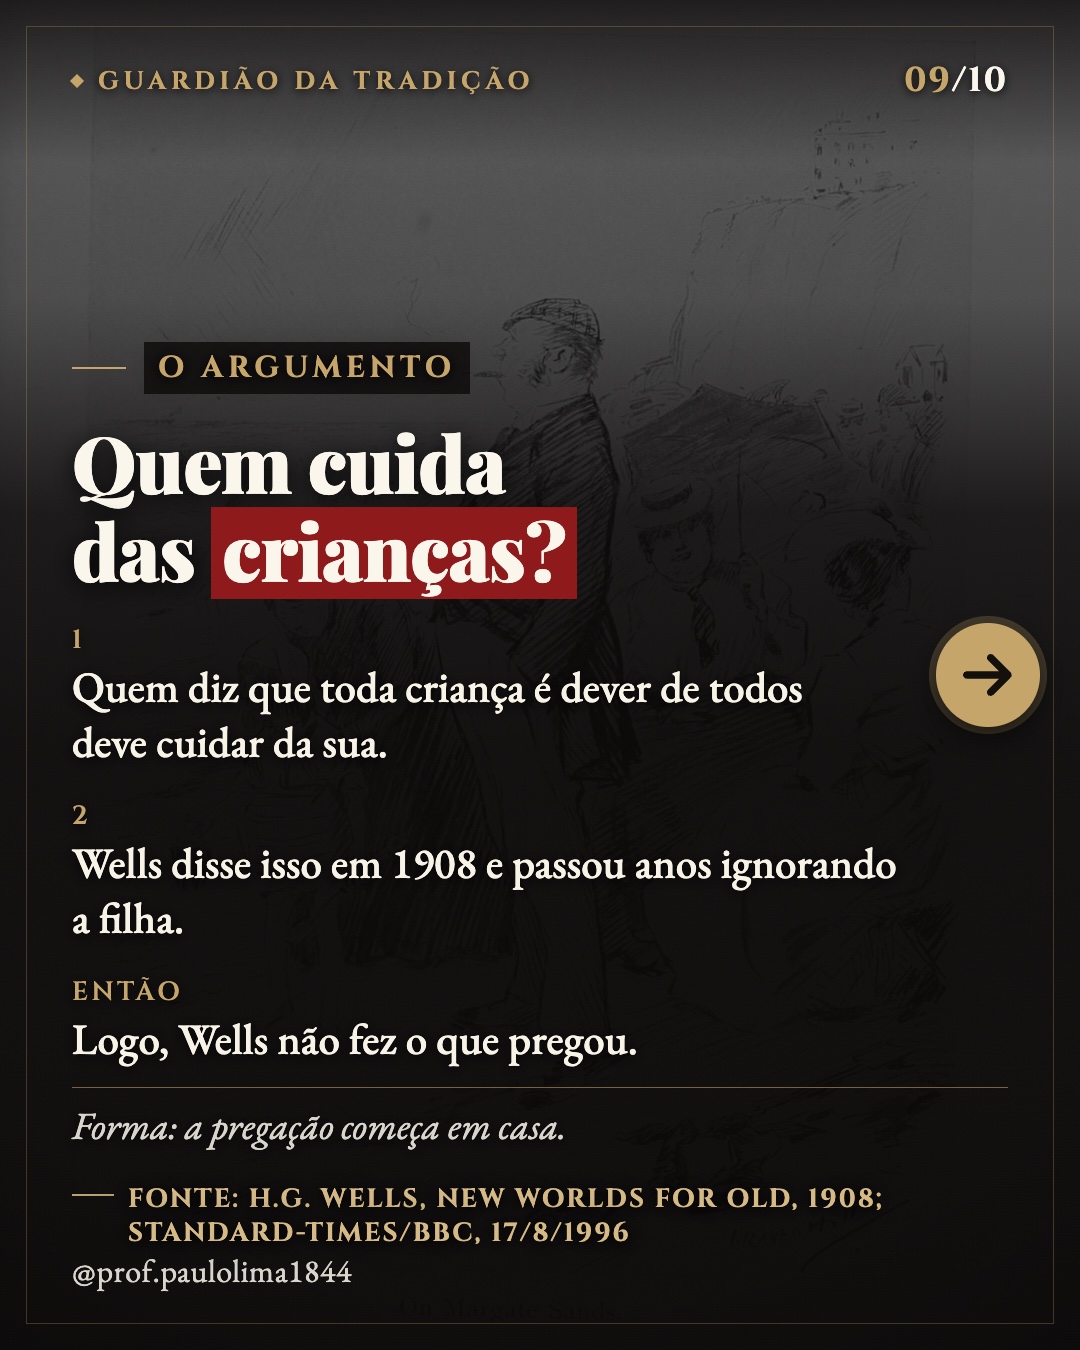 GUARDIÃO DA TRADIÇÃO
09/10
O ARGUMENTO
Quem cuida
das crianças?
1
Quem diz que toda criança é dever de todos
deve cuidar da sua.
2
Wells disse isso em 1908 e passou anos ignorando
a filha.
ENTÃO
Logo, Wells não fez o que pregou.
Forma: a pregação começa em casa.
FONTE: H.G. WELLS, NEW WORLDS FOR OLD, 1908;
STANDARD-TIMES/BBC, 17/8/1996
@prof.paulolima1844
On Margate Sands.